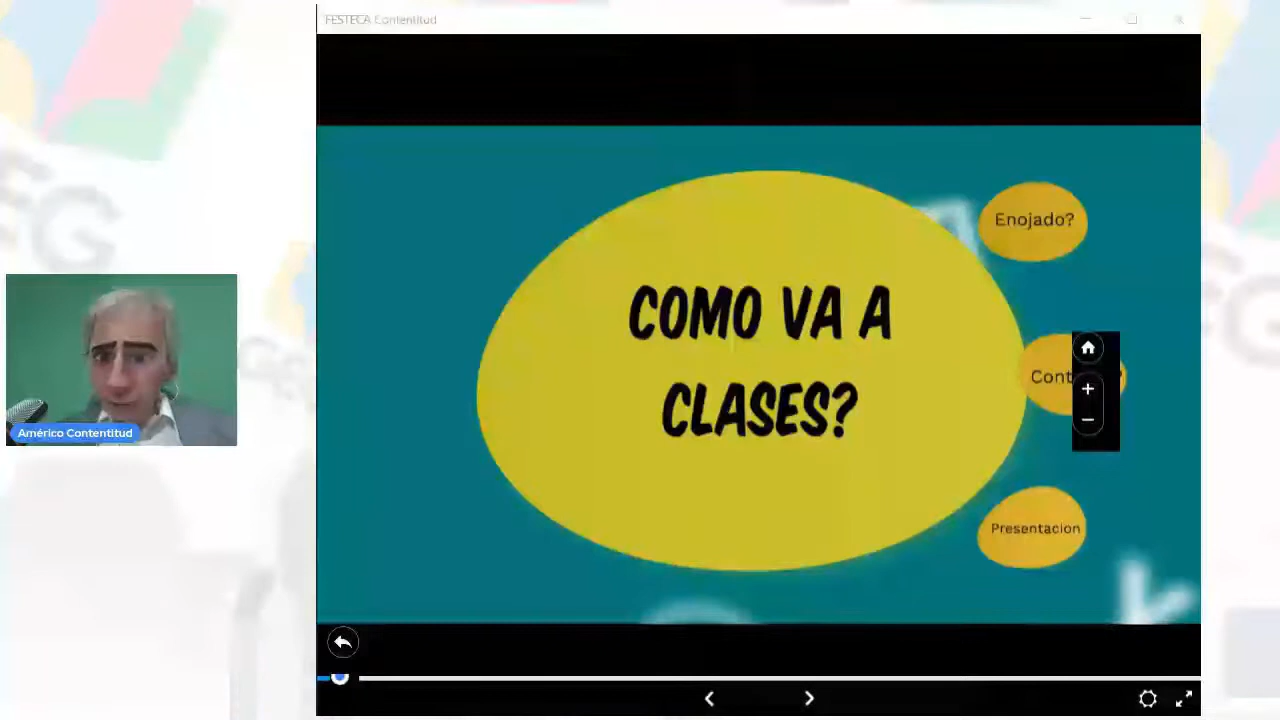 FESTECA Contentitud
COMO VA A
CLASES?
Enojado?
Presentacion
Américo Contentitud